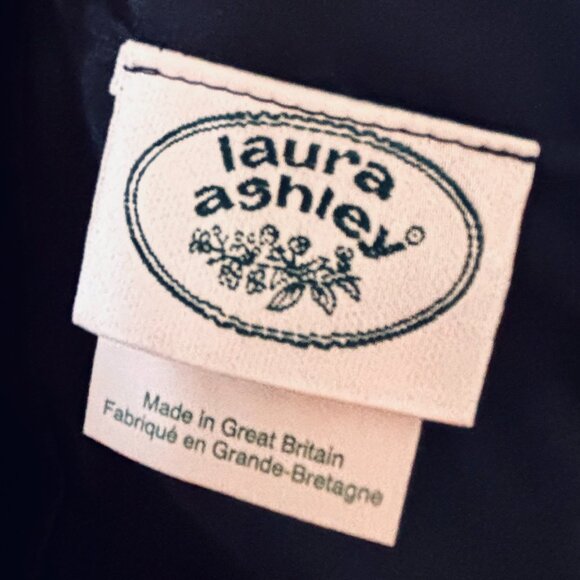 laura
ashley®
Made in Great Britain
Fabriqué en Grande-Bretagne